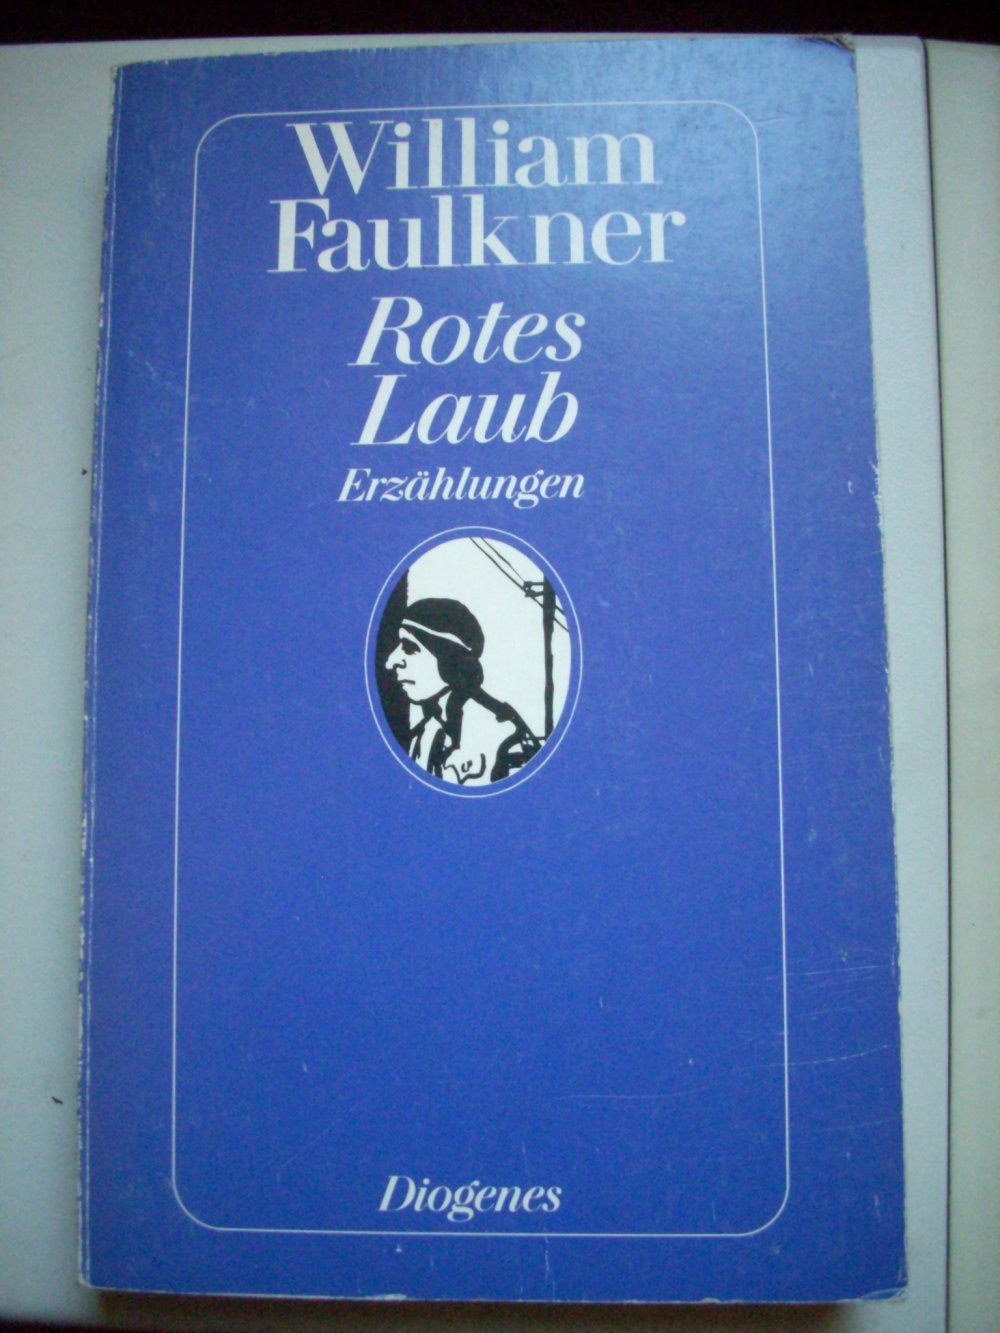 William
Faulkner
Rotes
Laub
Erzählungen
Diogenes